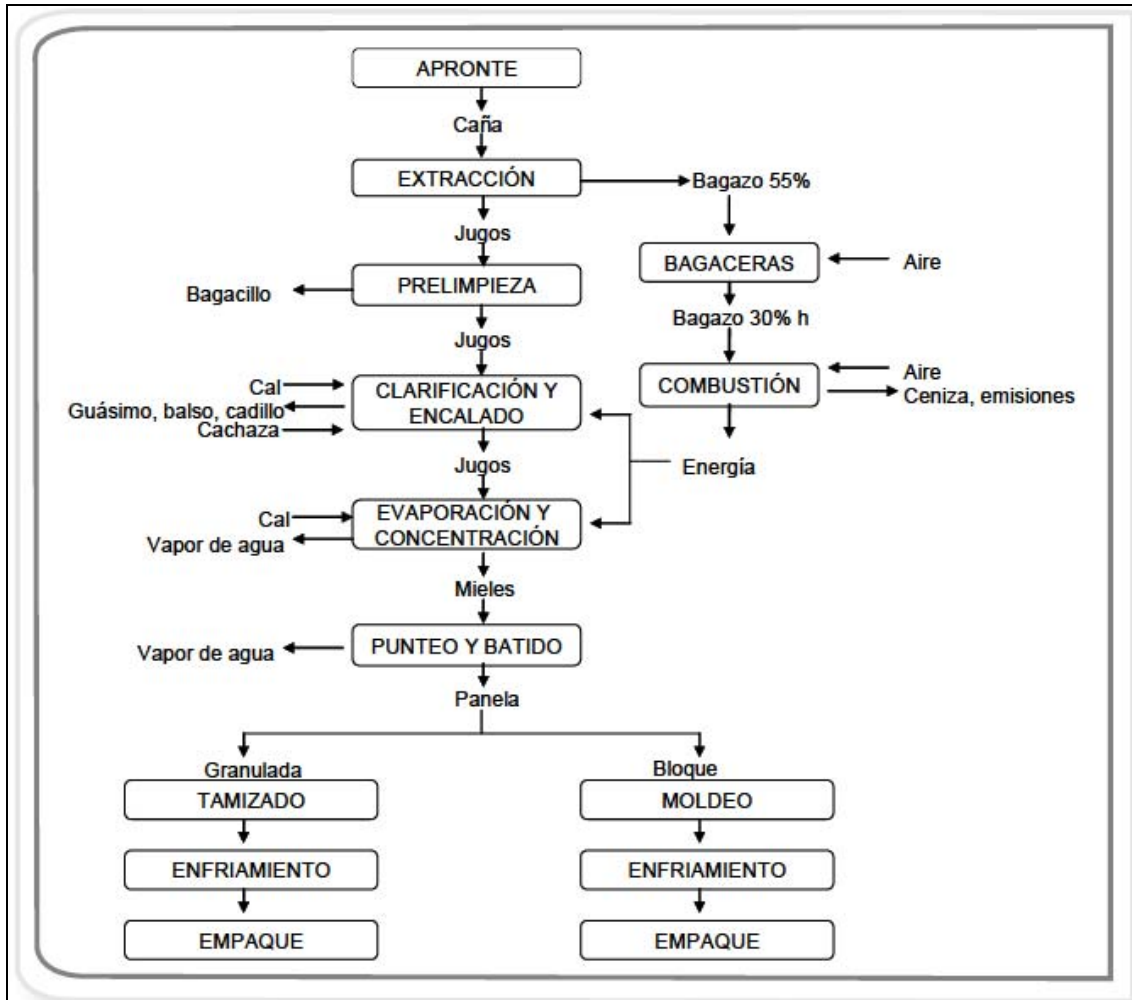 APRONTE
Caña
EXTRACCIÓN
Bagazo 55%
Jugos
BAGACERAS
Aire
Bagacillo
PRELIMPIEZA
Bagazo 30% h
Jugos
Cal
Guásimo, balso, cadillo
Cachaza
CLARIFICACIÓN Y
ENCALADO
COMBUSTIÓN
Aire
Ceniza, emisiones
Jugos
Energía
Cal
Vapor de agua
EVAPORACIÓN Y
CONCENTRACIÓN
Mieles
Vapor de agua
PUNTEO Y BATIDO
Panela
Granulada
TAMIZADO
ENFRIAMIENTO
EMPAQUE
Bloque
MOLDEO
ENFRIAMIENTO
EMPAQUE